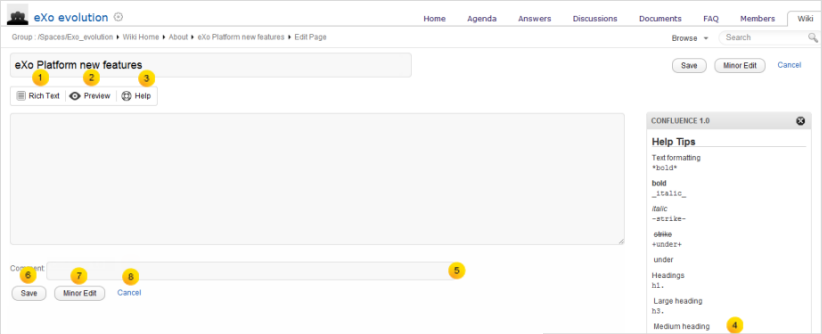 eXo evolution
Home Agenda Answers Discussions Documents FAQ Members Wiki
Group : /Spaces/Exo_evolution Wiki Home About eXo Platform new features Edit Page
Browse Search
eXo Platform new features
Save Minor Edit Cancel
1 2 3
Rich Text Preview Help
CONFLUENCE 1.0
Help Tips
Text formatting
*bold*
bold
_italic_
italic
-strike-
strike
+under+
under
Headings
h1.
Large heading
h3.
Medium heading 4
Comment 5
6 7 8
Save Minor Edit Cancel